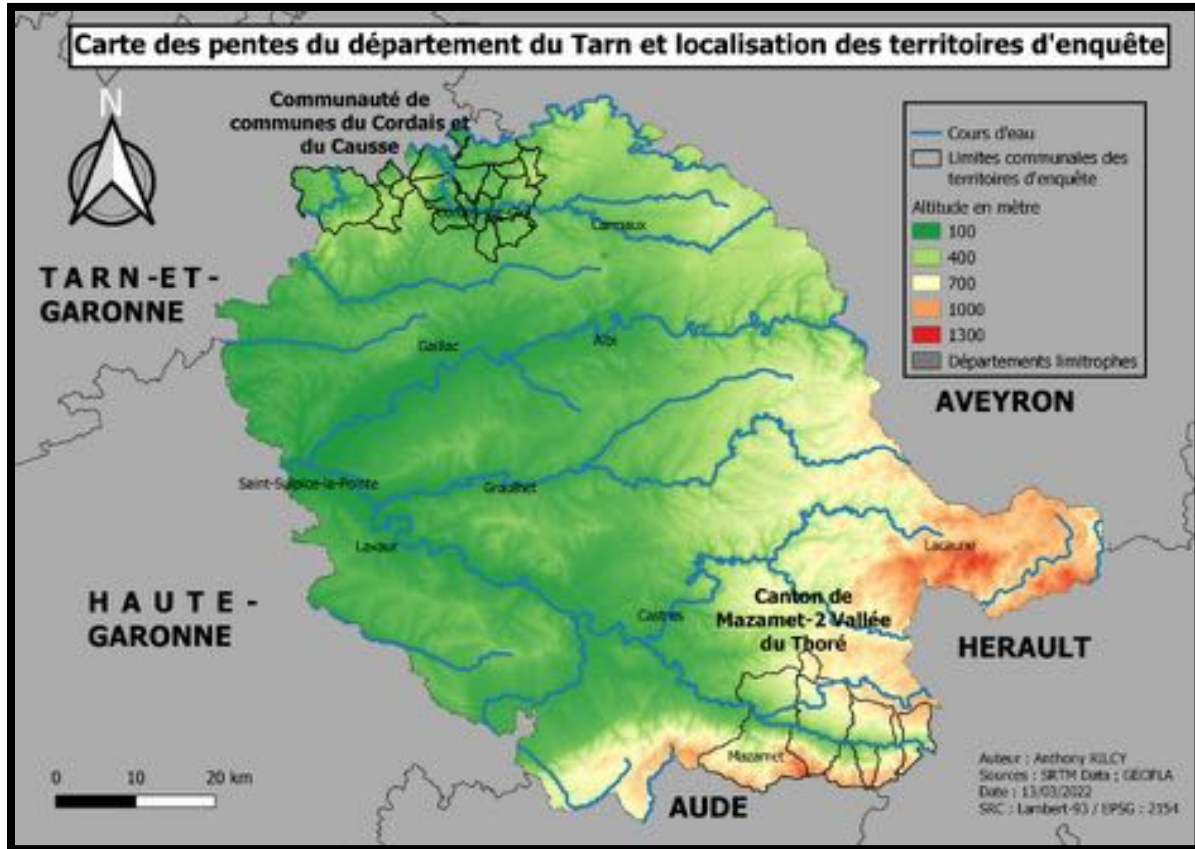 Carte des pentes du département du Tarn et localisation des territoires d'enquête
N
Communauté de
communes du Cordais et
du Causse
Cours d'eau
Limites communales des
territoires d'enquête
Altitude en mètre
100
400
700
1000
1300
Départements limitrophes
TARN-ET-
GARONNE
Carmaux
Gaillac
Albi
AVEYRON
Saint-Sulpice-la-Pointe
Graulhet
Lavaur
Lacaune
HAUTE-
GARONNE
Castres
Canton de
Mazamet-2 Vallée
du Thoré
HERAULT
Mazamet
AUDE
0 10 20 km
Auteur : Anthony RILCY
Sources : SRTM Data ; GEOFLA
Date : 13/03/2022
SRC : Lambert-93 / EPSG : 2154